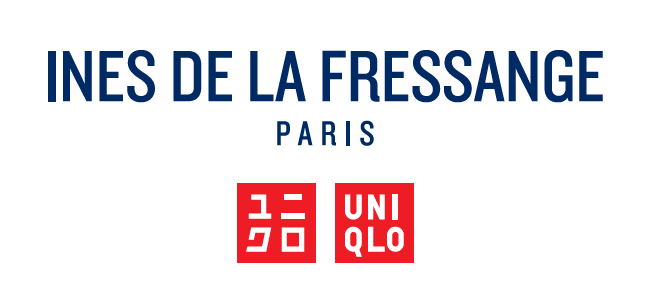 INES DE LA FRESSANGE
PARIS
ユニ
クロ
UNI
QLO